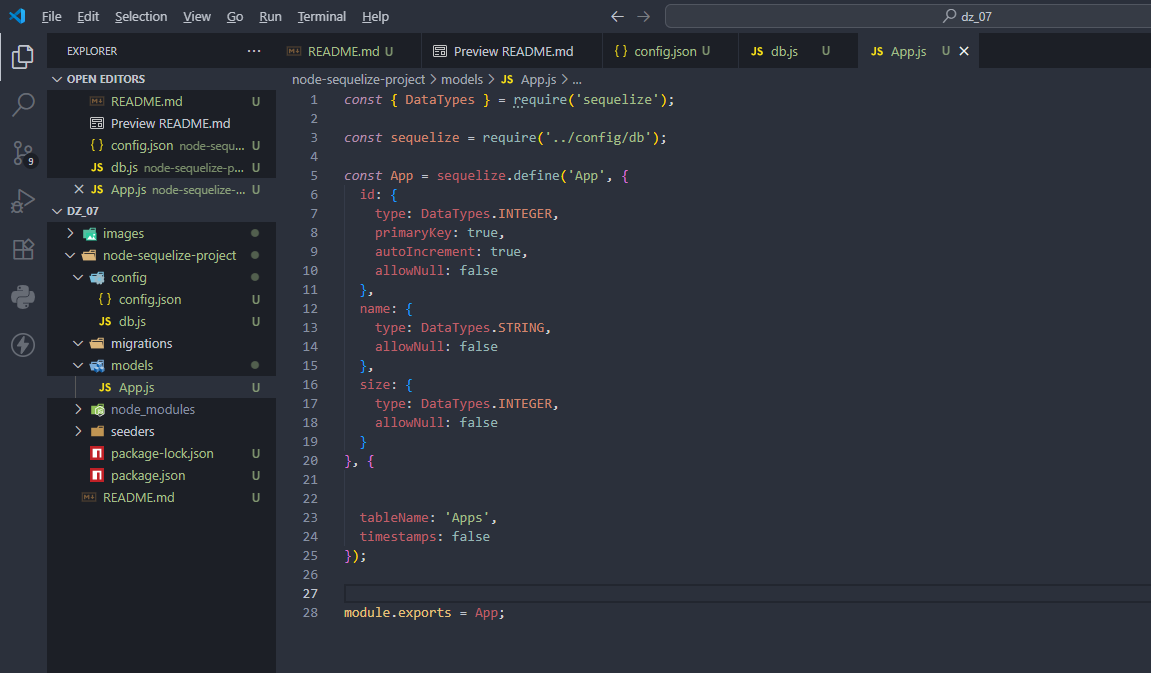 File Edit Selection View Go Run Terminal Help
dz_07
EXPLORER
README.md U
Preview README.md
config.json U
db.js U
App.js U
OPEN EDITORS
README.md U
Preview README.md
config.json node-sequ... U
db.js node-sequelize-p... U
App.js node-sequelize-... U
9
DZ_07
images
node-sequelize-project
config
config.json U
db.js U
migrations
models
App.js U
node_modules
seeders
package-lock.json U
package.json U
README.md U
node-sequelize-project > models > JS App.js > ...
1 const { DataTypes } = require('sequelize');
2
3 const sequelize = require('../config/db');
4
5 const App = sequelize.define('App', {
6 id: {
7 type: DataTypes.INTEGER,
8 primaryKey: true,
9 autoIncrement: true,
10 allowNull: false
11 },
12 name: {
13 type: DataTypes.STRING,
14 allowNull: false
15 },
16 size: {
17 type: DataTypes.INTEGER,
18 allowNull: false
19 }
20 }, {
21
22
23 tableName: 'Apps',
24 timestamps: false
25 });
26
27
28 module.exports = App;